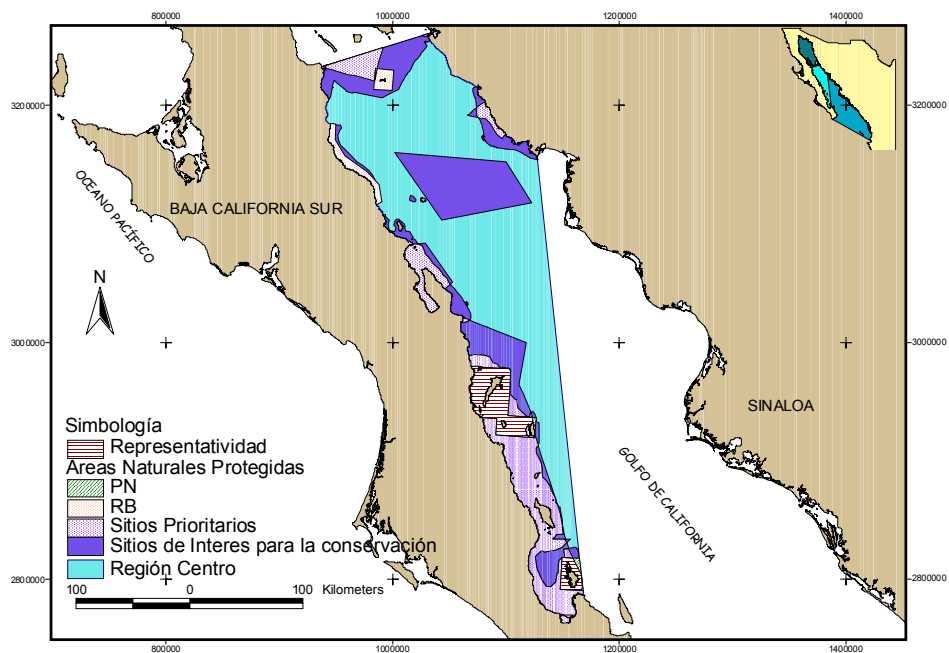 800000 1000000 1200000 1400000
3200000 3200000
OCEANO PACÍFICO
BAJA CALIFORNIA SUR
N
3000000 3000000
SINALOA
GOLFO DE CALIFORNIA
Simbología
Representatividad
Areas Naturales Protegidas
PN
RB
Sitios Prioritarios
Sitios de Interes para la conservación
Región Centro
2800000 2800000
100 0 100 Kilometers
800000 1000000 1200000 1400000